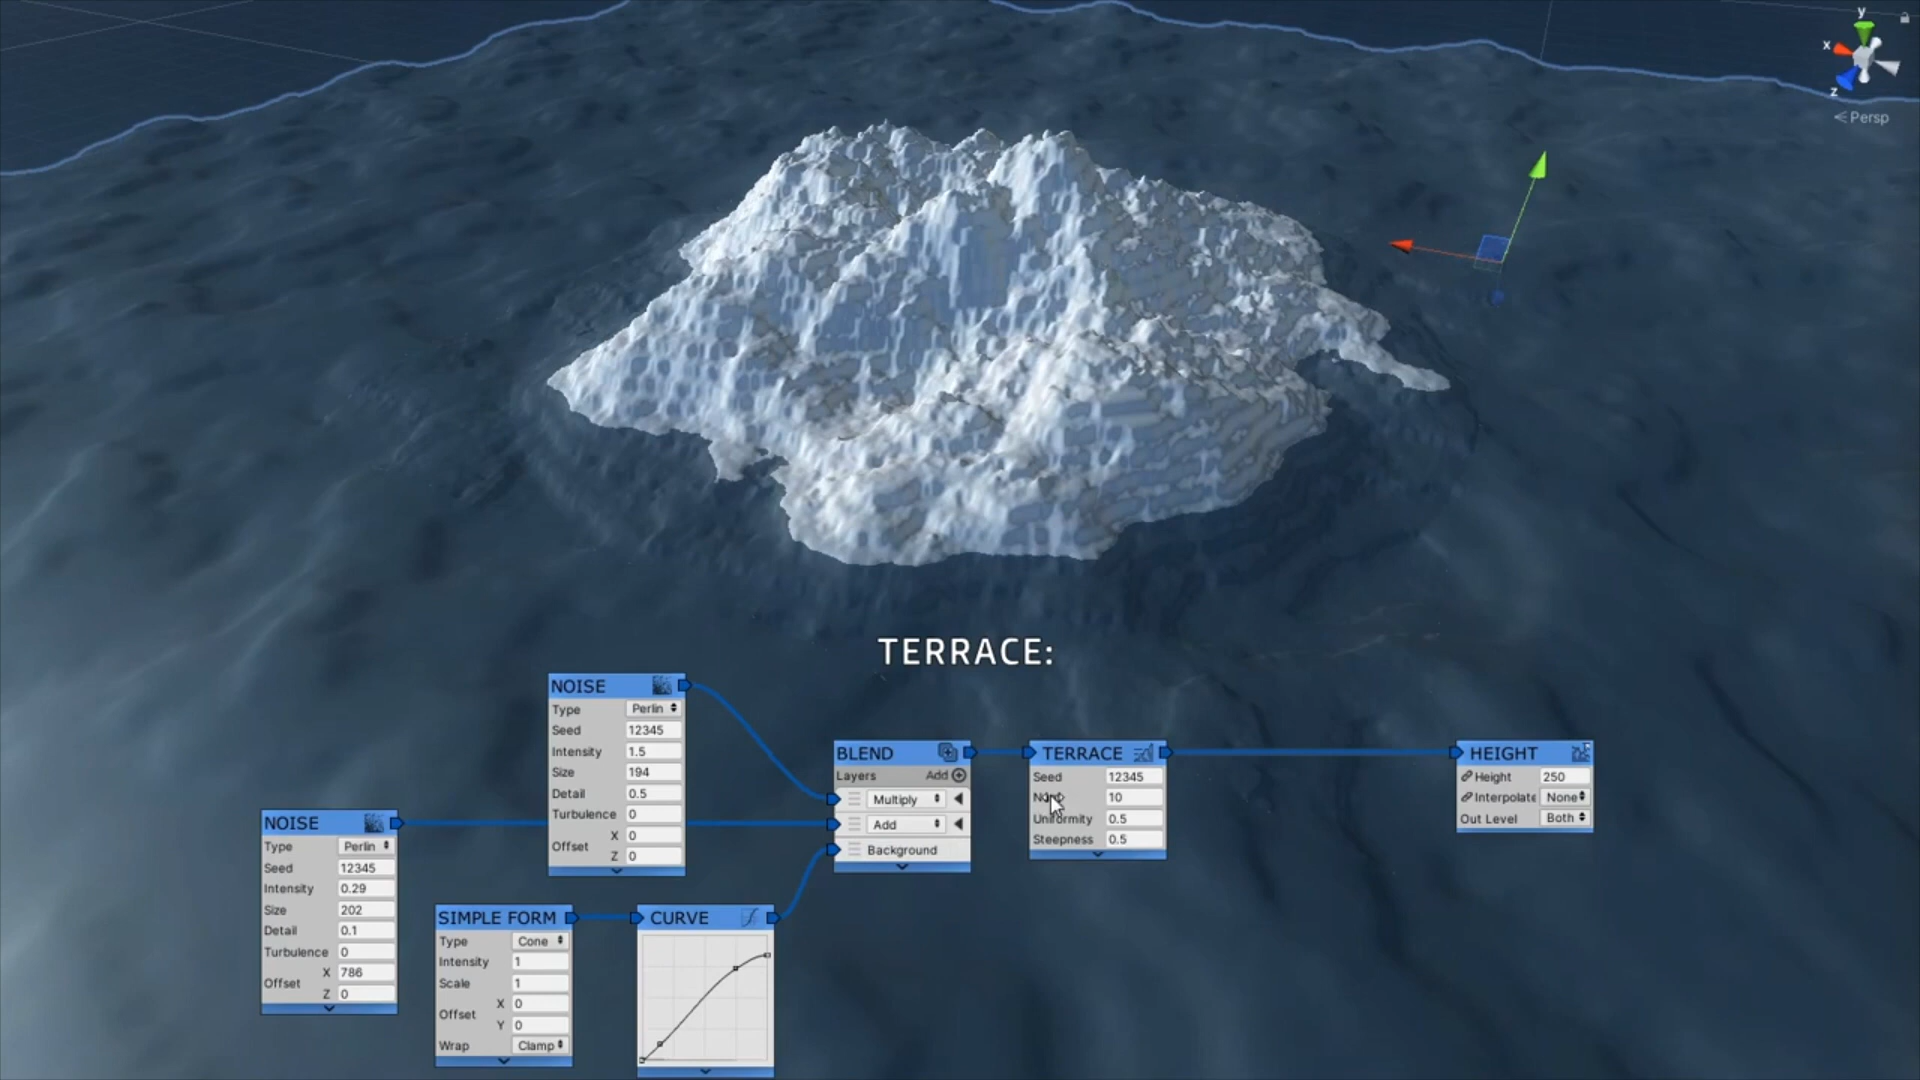 y
x
z
Persp
TERRACE:
NOISE
Type Perlin
Seed 12345
Intensity 1.5
Size 194
Detail 0.5
Turbulence 0
Offset X 0
Z 0
BLEND
Layers Add
Multiply
Add
Background
TERRACE
Seed 12345
10
Uniformity 0.5
Steepness 0.5
HEIGHT
Height 250
Interpolate None
Out Level Both
NOISE
Type Perlin
Seed 12345
Intensity 0.29
Size 202
Detail 0.1
Turbulence 0
Offset X 786
Z 0
SIMPLE FORM
Type Cone
Intensity 1
Scale 1
Offset X 0
Y 0
Wrap Clamp
CURVE